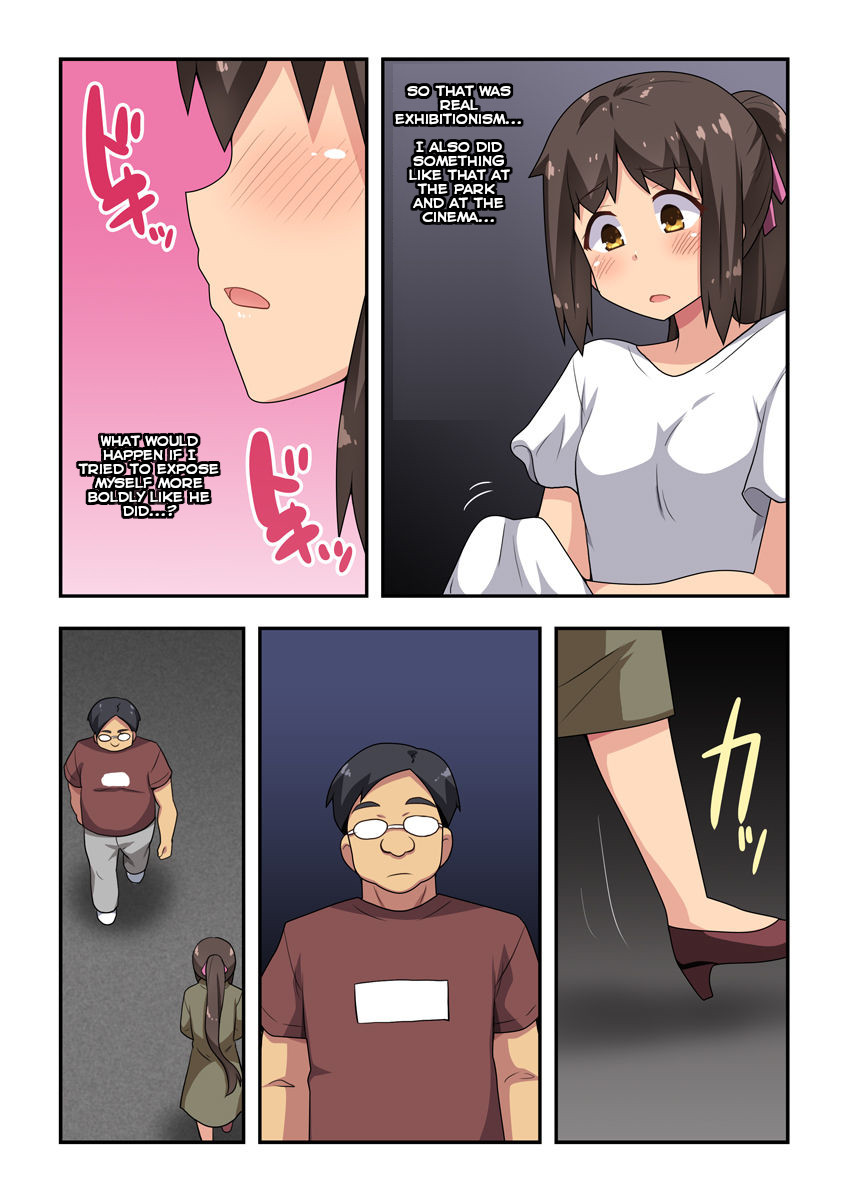 SO THAT WAS
REAL
EXHIBITIONISM...
I ALSO DID
SOMETHING
LIKE THAT AT
THE PARK
AND AT THE
CINEMA...
ドキッ
WHAT WOULD
HAPPEN IF I
TRIED TO EXPOSE
MYSELF MORE
BOLDLY LIKE HE
DID...?
ドキッ
カッ